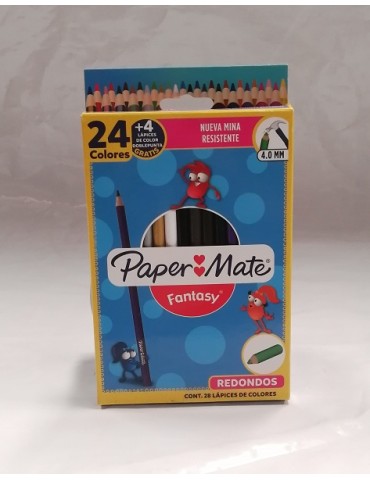 24
Colores
+4
LÁPICES
DE COLOR
DOBLEPUNTA
GRATIS
NUEVA MINA
RESISTENTE
4.0 MM
Paper Mate®
Fantasy
REDONDOS
CONT. 28 LÁPICES DE COLORES